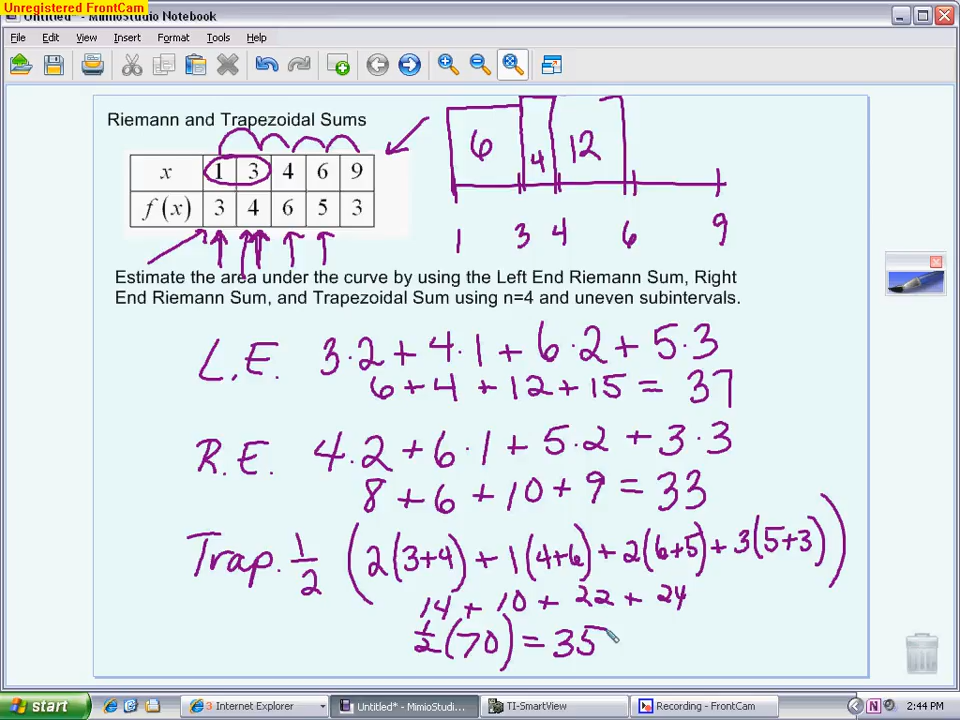 Unregistered FrontCam
Untitled* - MimioStudio Notebook
File Edit View Insert Format Tools Help
Riemann and Trapezoidal Sums
x 1 3 4 6 9
f(x) 3 4 6 5 3
6 4 12
1 3 4 6 9
Estimate the area under the curve by using the Left End Riemann Sum, Right
End Riemann Sum, and Trapezoidal Sum using n=4 and uneven subintervals.
L.E. 3·2 + 4·1 + 6·2 + 5·3
6 + 4 + 12 + 15 = 37
R.E. 4·2 + 6·1 + 5·2 + 3·3
8 + 6 + 10 + 9 = 33
Trap. 1/2 (2(3+4) + 1(4+6) + 2(6+5) + 3(5+3))
14 + 10 + 22 + 24
1/2(70) = 35
start 3 Internet Explorer Untitled* - MimioStudi... TI-SmartView Recording - FrontCam N 2:44 PM